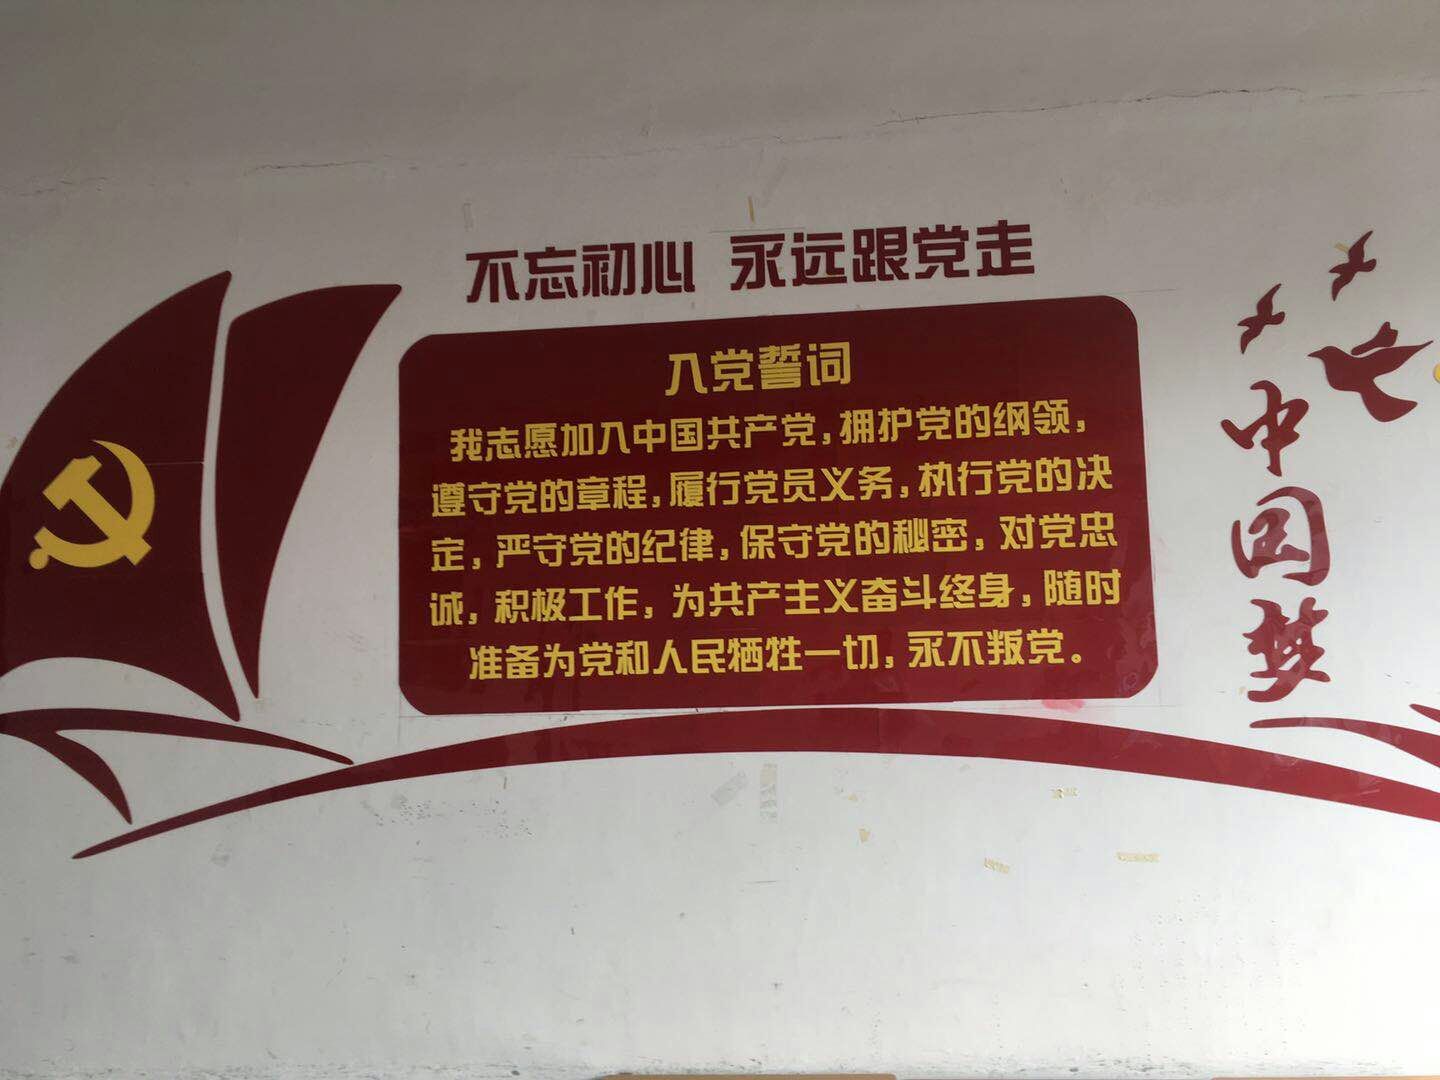 不忘初心 永远跟党走
入党誓词
我志愿加入中国共产党，拥护党的纲领，
遵守党的章程，履行党员义务，执行党的决
定，严守党的纪律，保守党的秘密，对党忠
诚，积极工作，为共产主义奋斗终身，随时
准备为党和人民牺牲一切，永不叛党。
中国梦